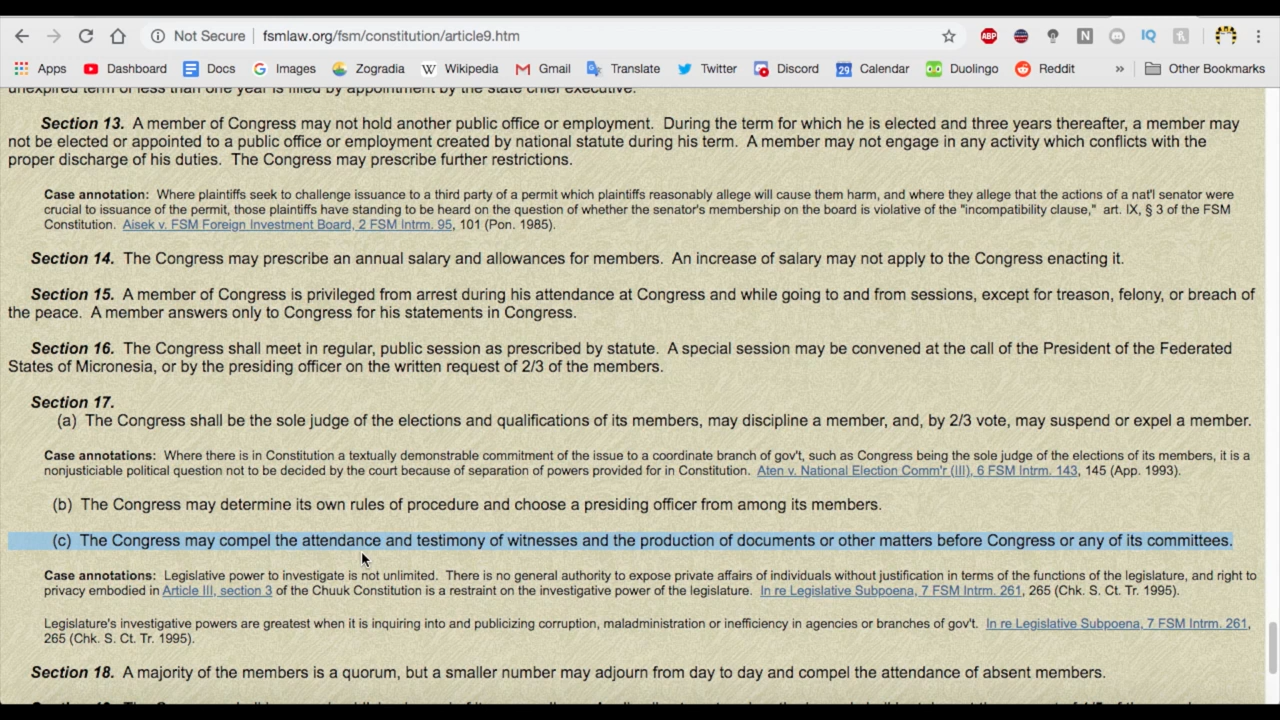 Not Secure | fsmlaw.org/fsm/constitution/article9.htm
ABP N IQ h
Apps Dashboard Docs Images Zogradia Wikipedia Gmail Translate Twitter Discord 29 Calendar Duolingo Reddit » Other Bookmarks
unexpired term of less than one year is filled by appointment by the state chief executive.
Section 13. A member of Congress may not hold another public office or employment. During the term for which he is elected and three years thereafter, a member may
not be elected or appointed to a public office or employment created by national statute during his term. A member may not engage in any activity which conflicts with the
proper discharge of his duties. The Congress may prescribe further restrictions.
Case annotation: Where plaintiffs seek to challenge issuance to a third party of a permit which plaintiffs reasonably allege will cause them harm, and where they allege that the actions of a nat'l senator were
crucial to issuance of the permit, those plaintiffs have standing to be heard on the question of whether the senator's membership on the board is violative of the "incompatibility clause," art. IX, § 3 of the FSM
Constitution. Aisek v. FSM Foreign Investment Board, 2 FSM Intrm. 95, 101 (Pon. 1985).
Section 14. The Congress may prescribe an annual salary and allowances for members. An increase of salary may not apply to the Congress enacting it.
Section 15. A member of Congress is privileged from arrest during his attendance at Congress and while going to and from sessions, except for treason, felony, or breach of
the peace. A member answers only to Congress for his statements in Congress.
Section 16. The Congress shall meet in regular, public session as prescribed by statute. A special session may be convened at the call of the President of the Federated
States of Micronesia, or by the presiding officer on the written request of 2/3 of the members.
Section 17.
(a) The Congress shall be the sole judge of the elections and qualifications of its members, may discipline a member, and, by 2/3 vote, may suspend or expel a member.
Case annotations: Where there is in Constitution a textually demonstrable commitment of the issue to a coordinate branch of gov't, such as Congress being the sole judge of the elections of its members, it is a
nonjusticiable political question not to be decided by the court because of separation of powers provided for in Constitution. Aten v. National Election Comm'r (III), 6 FSM Intrm. 143, 145 (App. 1993).
(b) The Congress may determine its own rules of procedure and choose a presiding officer from among its members.
(c) The Congress may compel the attendance and testimony of witnesses and the production of documents or other matters before Congress or any of its committees.
Case annotations: Legislative power to investigate is not unlimited. There is no general authority to expose private affairs of individuals without justification in terms of the functions of the legislature, and right to
privacy embodied in Article III, section 3 of the Chuuk Constitution is a restraint on the investigative power of the legislature. In re Legislative Subpoena, 7 FSM Intrm. 261, 265 (Chk. S. Ct. Tr. 1995).
Legislature's investigative powers are greatest when it is inquiring into and publicizing corruption, maladministration or inefficiency in agencies or branches of gov't. In re Legislative Subpoena, 7 FSM Intrm. 261,
265 (Chk. S. Ct. Tr. 1995).
Section 18. A majority of the members is a quorum, but a smaller number may adjourn from day to day and compel the attendance of absent members.